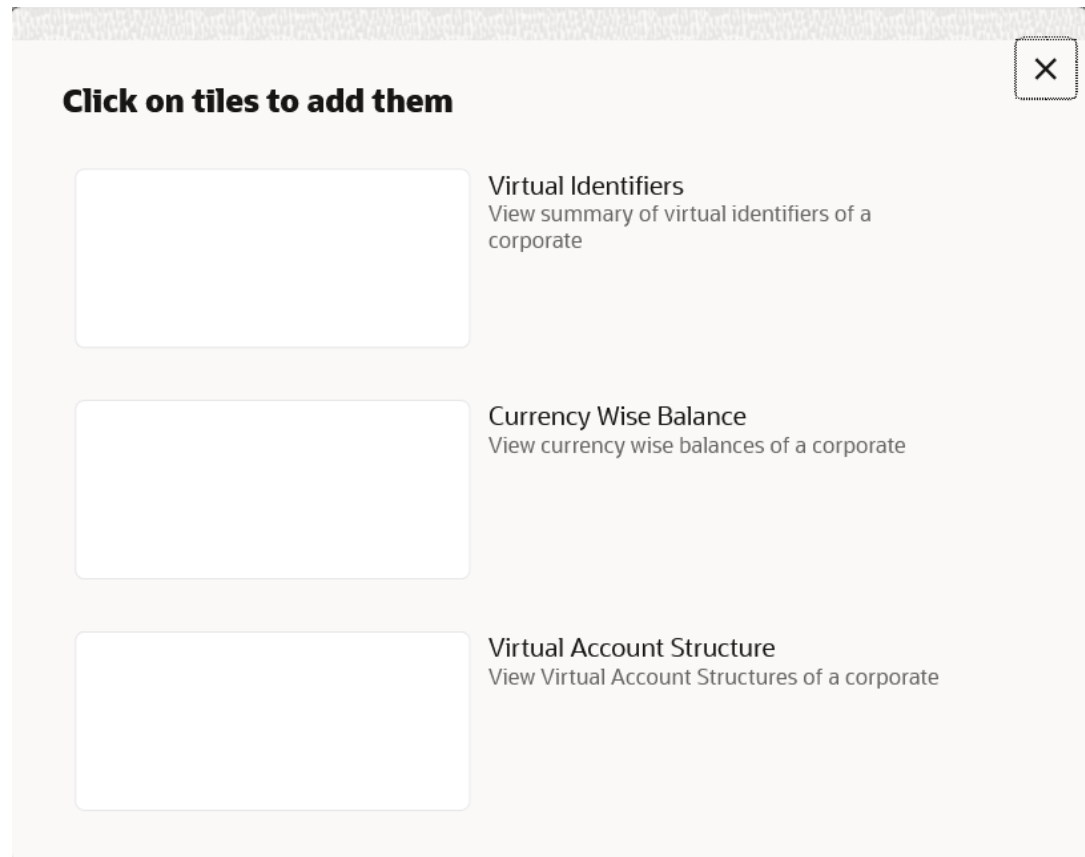 Click on tiles to add them
Virtual Identifiers
View summary of virtual identifiers of a
corporate
Currency Wise Balance
View currency wise balances of a corporate
Virtual Account Structure
View Virtual Account Structures of a corporate